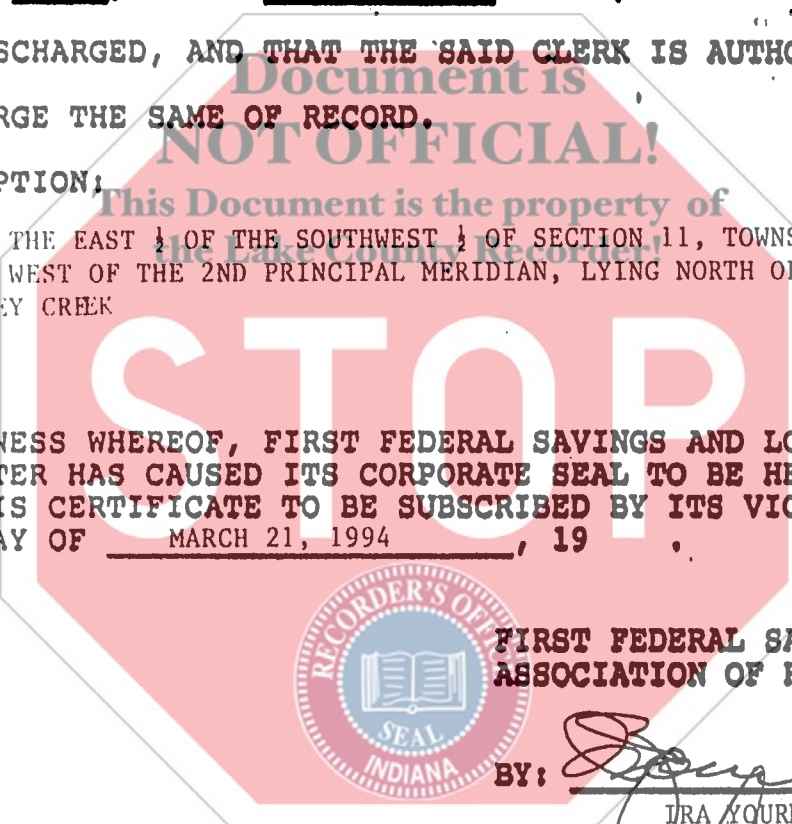 SCHARGED, AND THAT THE SAID CLERK IS AUTHO
Document is
RGE THE SAME OF RECORD.
NOT OFFICIAL!
PTION:
This Document is the property of
THE EAST ½ OF THE SOUTHWEST ½ OF SECTION 11, TOWNS
the Lake County Recorder!
WEST OF THE 2ND PRINCIPAL MERIDIAN, LYING NORTH OF
EY CREEK
STOP
NESS WHEREOF, FIRST FEDERAL SAVINGS AND LO
TER HAS CAUSED ITS CORPORATE SEAL TO BE HE
IS CERTIFICATE TO BE SUBSCRIBED BY ITS VIC
AY OF MARCH 21, 1994, 19 .
RECORDER'S OFFICE
SEAL
INDIANA
FIRST FEDERAL SA
ASSOCIATION OF
BY:
IRA YOUR